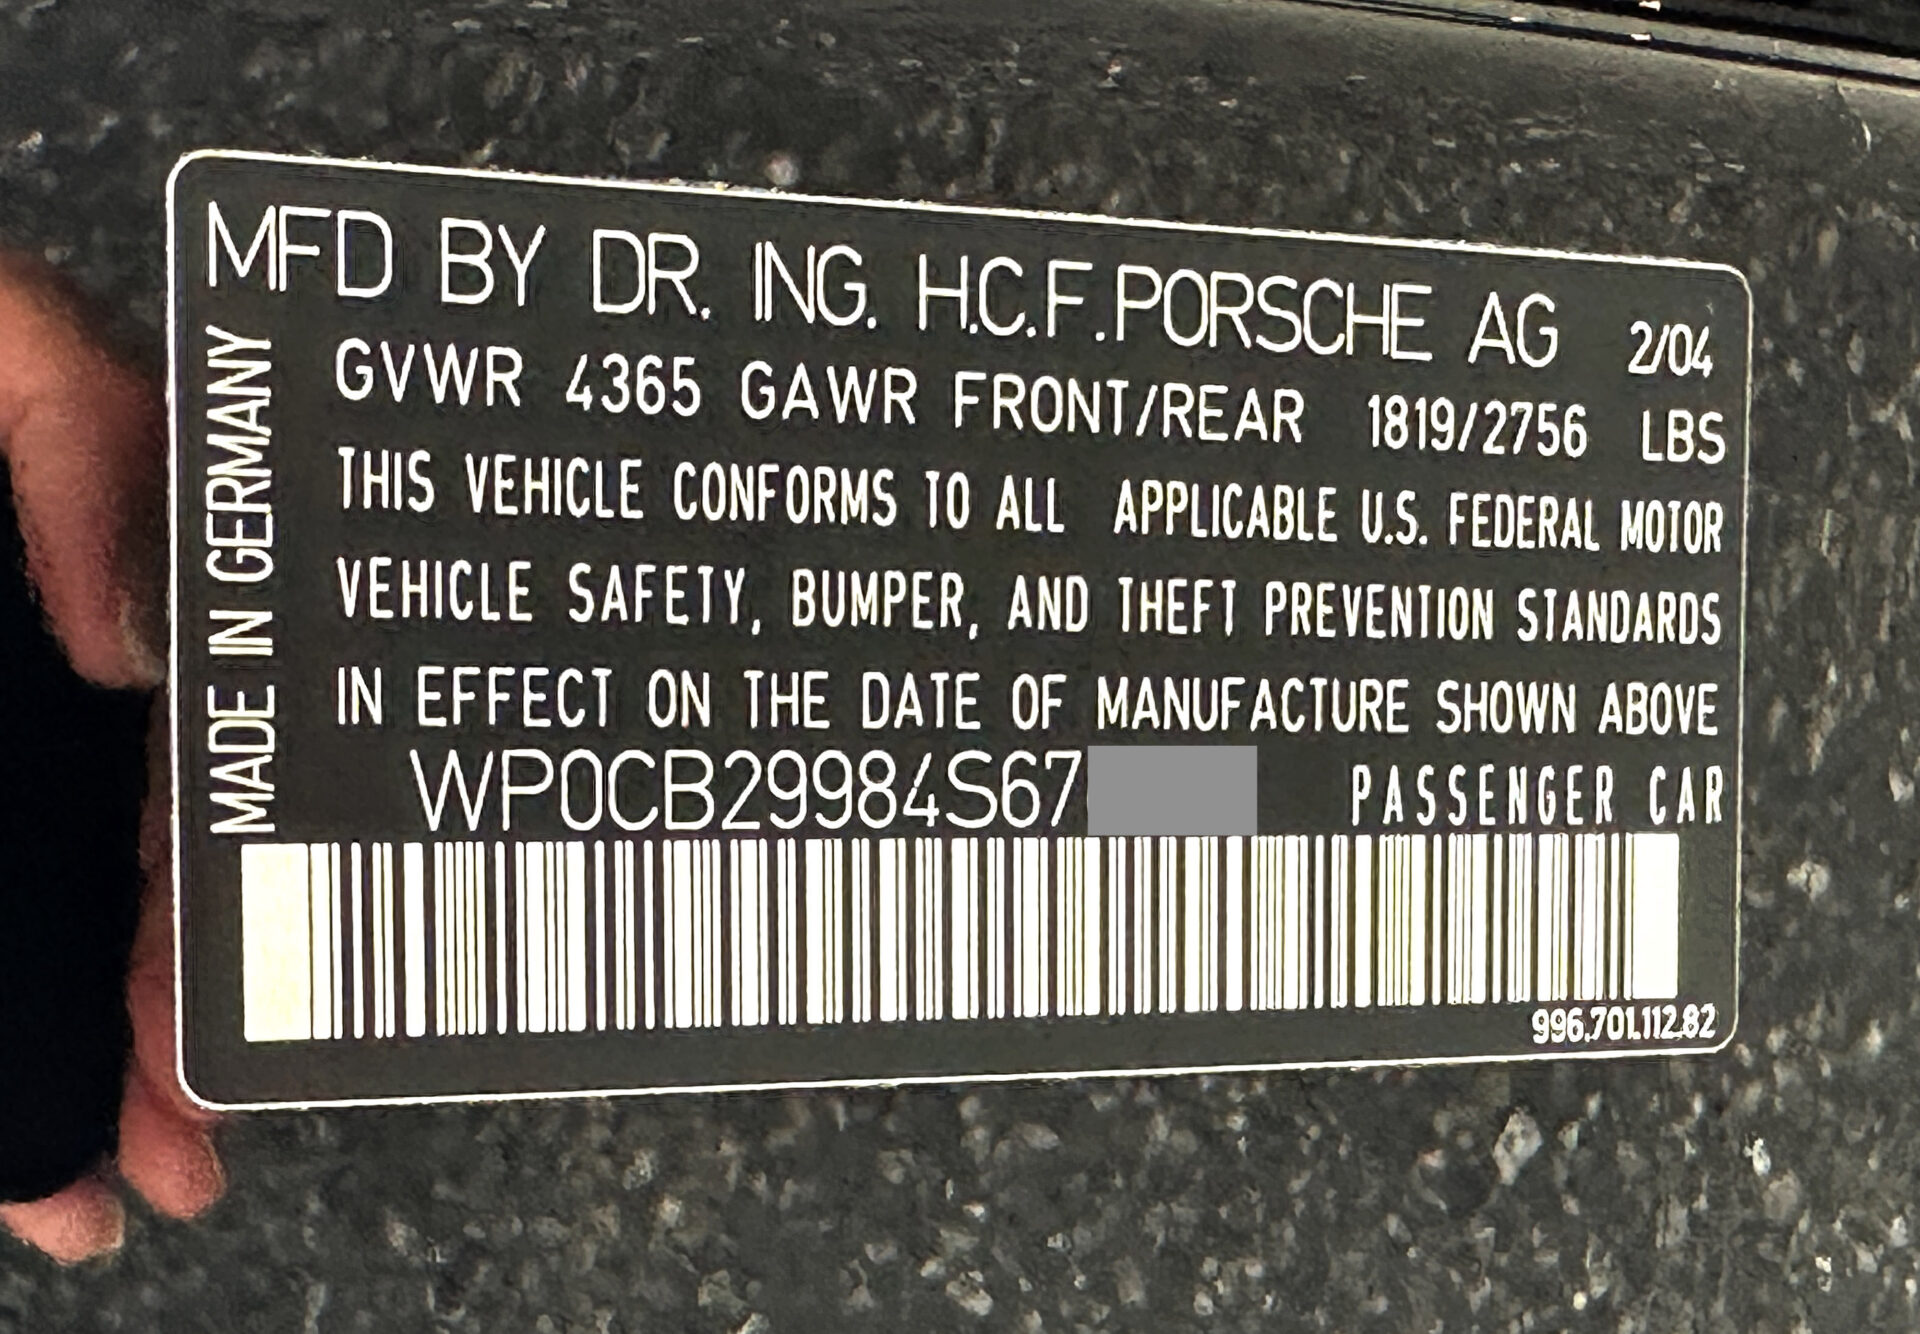 MFD BY DR. ING. H.C.F.PORSCHE AG 2/04
GVWR 4365 GAWR FRONT/REAR 1819/2756 LBS
THIS VEHICLE CONFORMS TO ALL APPLICABLE U.S. FEDERAL MOTOR
VEHICLE SAFETY, BUMPER, AND THEFT PREVENTION STANDARDS
IN EFFECT ON THE DATE OF MANUFACTURE SHOWN ABOVE
WP0CB29984S67 PASSENGER CAR
996.701.112.82
MADE IN GERMANY